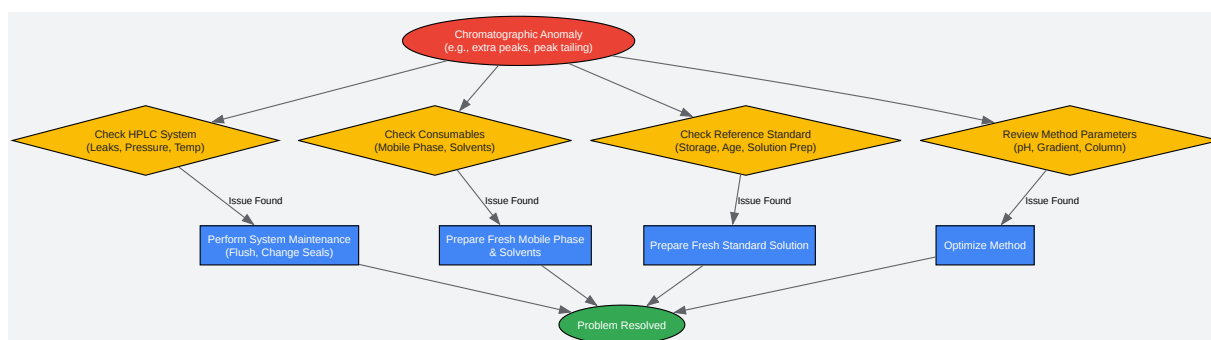 Chromatographic Anomaly
(e.g., extra peaks, peak tailing)
Check HPLC System
(Leaks, Pressure, Temp)
Check Consumables
(Mobile Phase, Solvents)
Check Reference Standard
(Storage, Age, Solution Prep)
Review Method Parameters
(pH, Gradient, Column)
Issue Found
Issue Found
Issue Found
Issue Found
Perform System Maintenance
(Flush, Change Seals)
Prepare Fresh Mobile Phase
& Solvents
Prepare Fresh Standard Solution
Optimize Method
Problem Resolved